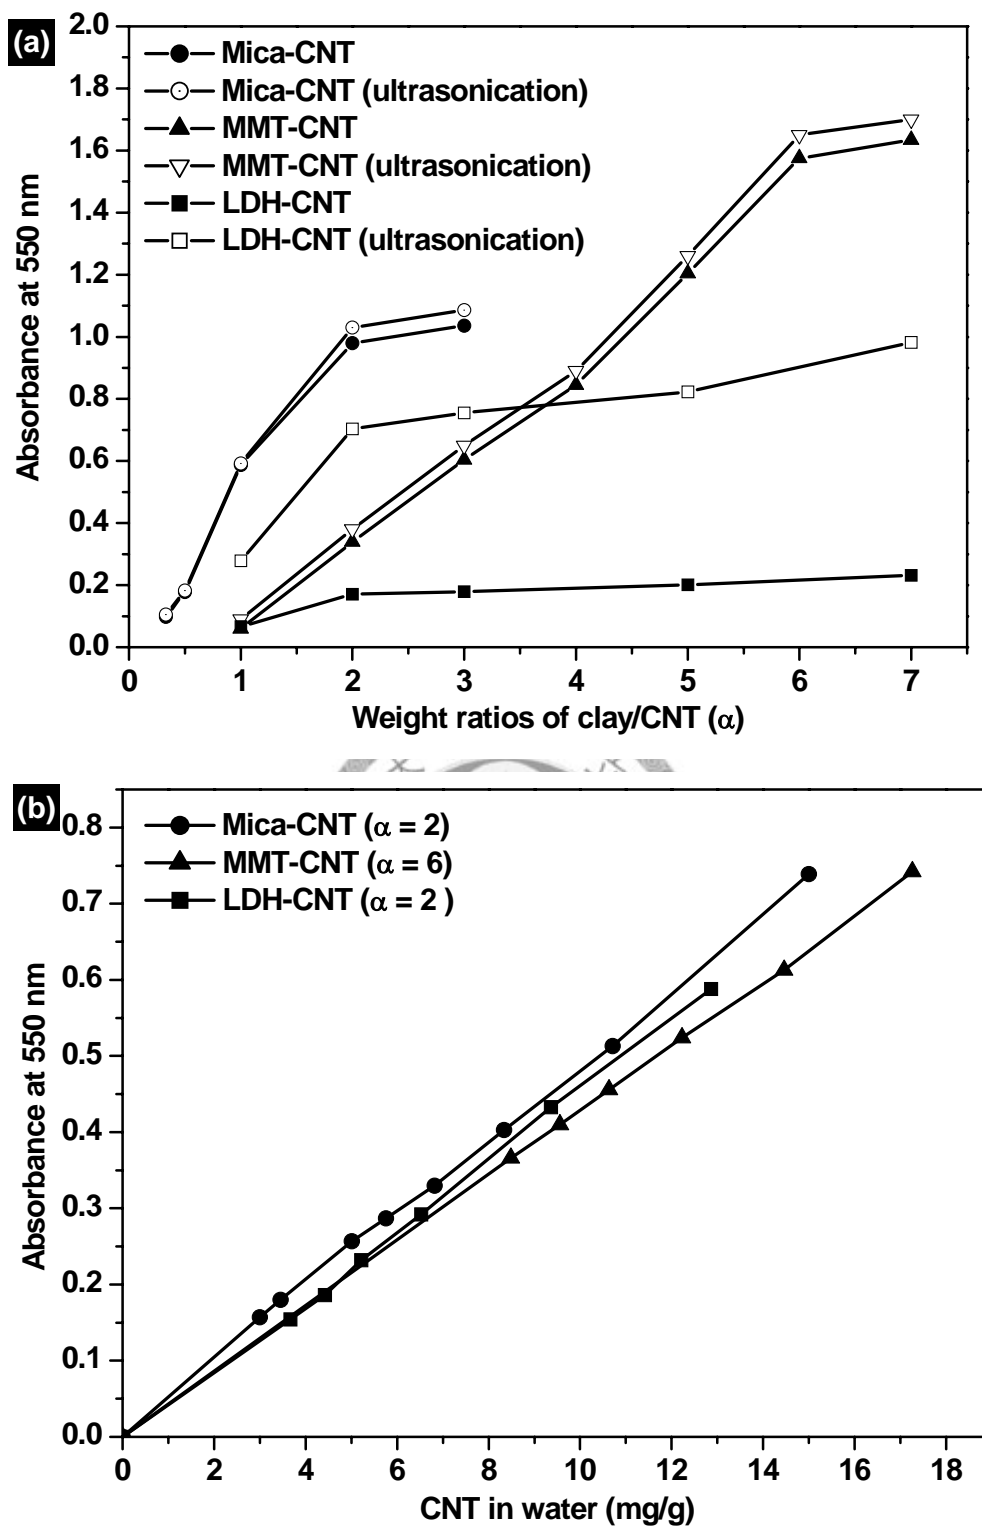 (a)
Mica-CNT
Mica-CNT (ultrasonication)
MMT-CNT
MMT-CNT (ultrasonication)
LDH-CNT
LDH-CNT (ultrasonication)
Absorbance at 550 nm
2.0
1.8
1.6
1.4
1.2
1.0
0.8
0.6
0.4
0.2
0.0
0 1 2 3 4 5 6 7
Weight ratios of clay/CNT (α)
(b)
Mica-CNT (α = 2)
MMT-CNT (α = 6)
LDH-CNT (α = 2 )
Absorbance at 550 nm
0.8
0.7
0.6
0.5
0.4
0.3
0.2
0.1
0.0
0 2 4 6 8 10 12 14 16 18
CNT in water (mg/g)